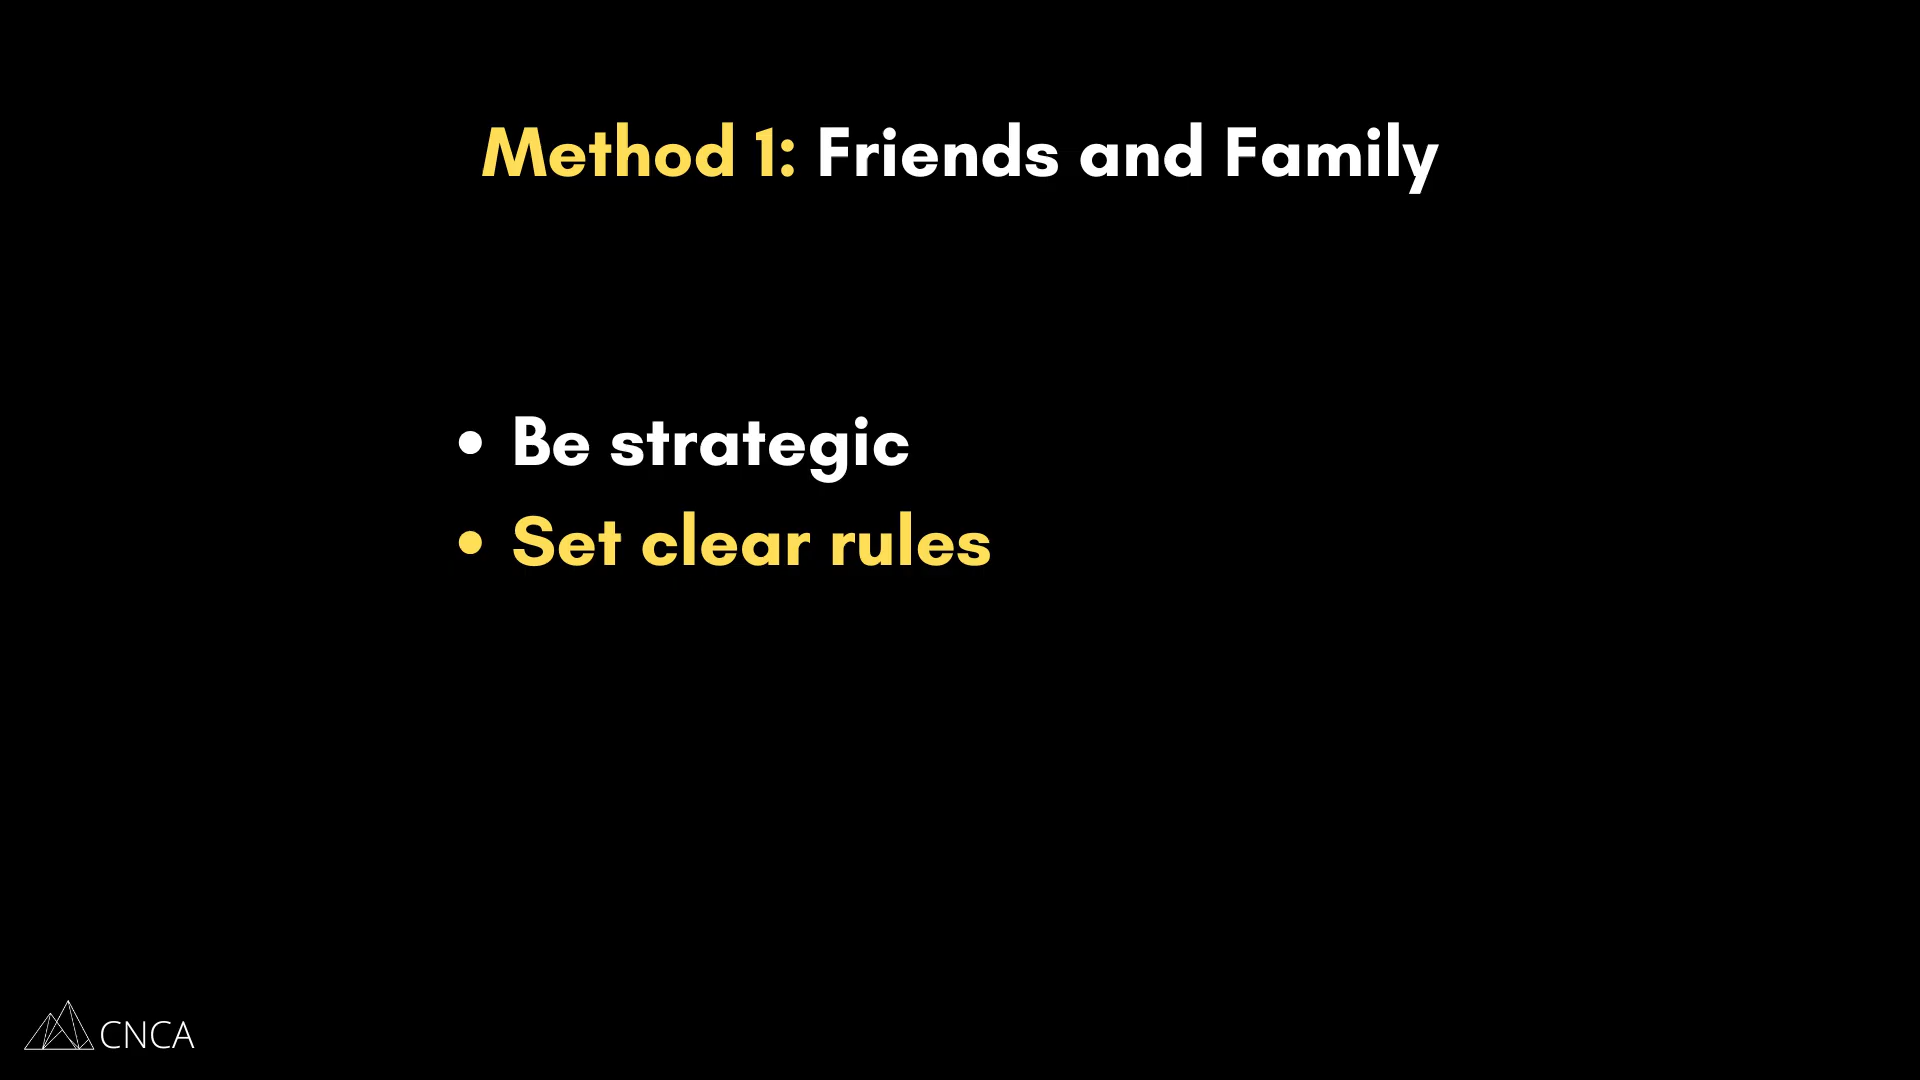 Method 1: Friends and Family
• Be strategic
• Set clear rules
CNCA